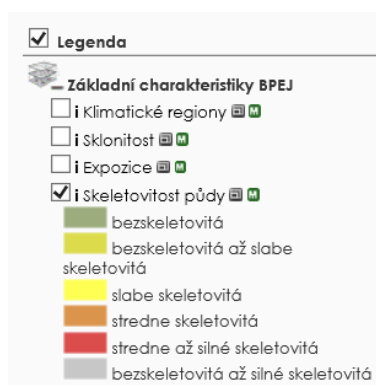 Legenda
Základní charakteristiky BPEJ
i Klimatické regiony M
i Sklonitost M
i Expozice M
i Skeletovitost půdy M
bezskeletovitá
bezskeletovitá až slabe
skeletovitá
slabe skeletovitá
stredne skeletovitá
stredne až silné skeletovitá
bezskeletovitá až silné skeletovitá